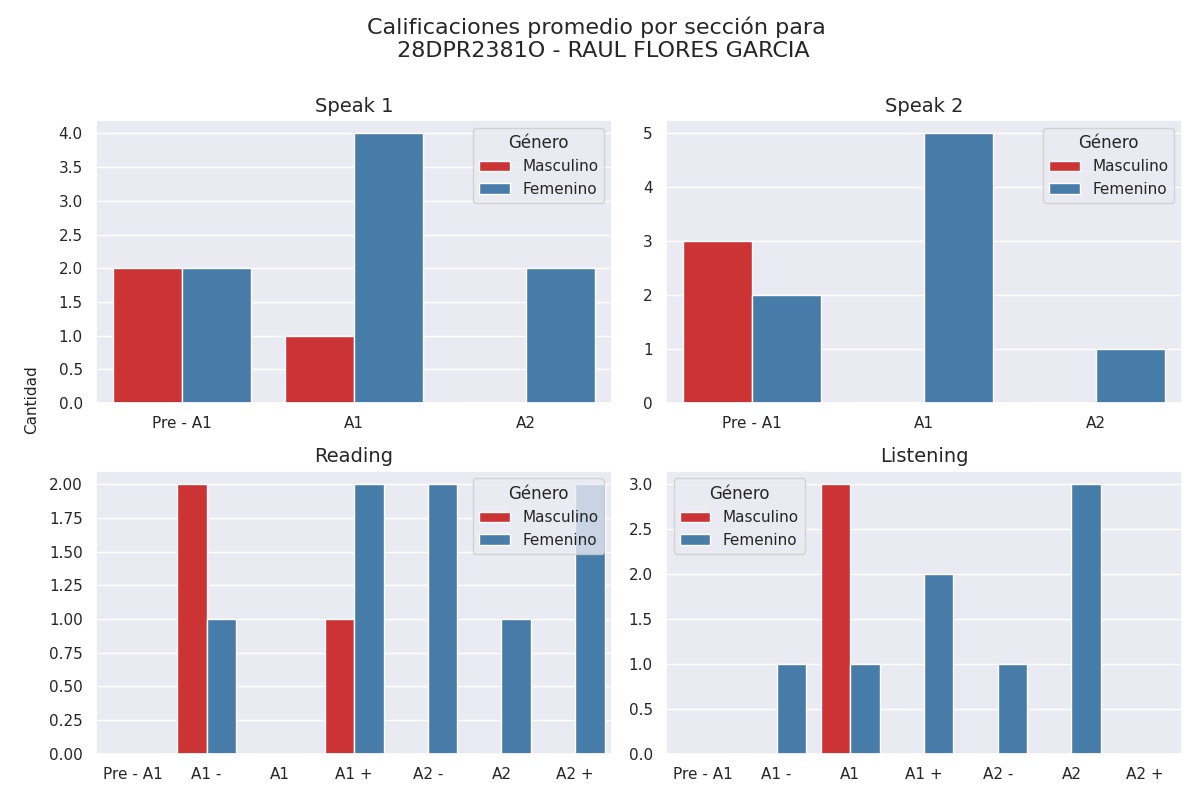 Calificaciones promedio por sección para
28DPR2381O - RAUL FLORES GARCIA
Speak 1
4.0
3.5
3.0
2.5
2.0
1.5
1.0
0.5
0.0
Género
Masculino
Femenino
Pre - A1 A1 A2
Speak 2
5
4
3
2
1
0
Género
Masculino
Femenino
Pre - A1 A1 A2
Cantidad
Reading
2.00
1.75
1.50
1.25
1.00
0.75
0.50
0.25
0.00
Género
Masculino
Femenino
Pre - A1 A1 - A1 A1 + A2 - A2 A2 +
Listening
3.0
2.5
2.0
1.5
1.0
0.5
0.0
Género
Masculino
Femenino
Pre - A1 A1 - A1 A1 + A2 - A2 A2 +